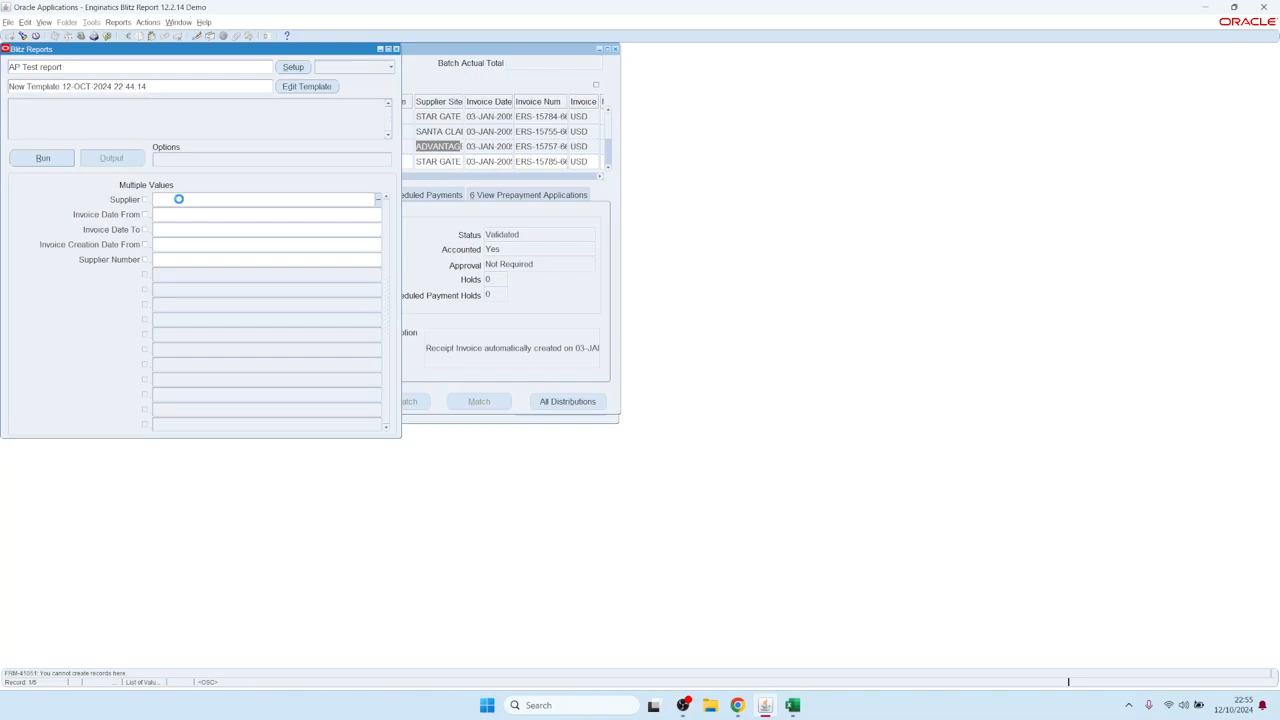 Oracle Applications - Enginatics Blitz Report 12.2.14 Demo
File Edit View Folder Tools Reports Actions Window Help
ORACLE
Blitz Reports
AP Test report
Setup
New Template 12-OCT-2024 22:44.14
Edit Template
Run
Output
Options
Multiple Values
Supplier
Invoice Date From
Invoice Date To
Invoice Creation Date From
Supplier Number
Batch Actual Total
Supplier Site Invoice Date Invoice Num Invoice
STAR GATE 03-JAN-200 ERS-15784-6 USD
SANTA CLA 03-JAN-200 ERS-15755-6 USD
ADVANTAG 03-JAN-200 ERS-15757-6 USD
STAR GATE 03-JAN-200 ERS-15785-6 USD
eduled Payments
6 View Prepayment Applications
Status Validated
Accounted Yes
Approval Not Required
Holds 0
eduled Payment Holds 0
ption
Receipt Invoice automatically created on 03-JA
atch
Match
All Distributions
FRM-41051: You cannot create records here.
Record: 1/5
...
List of Valu...
<OSC>
Search
22:55
12/10/2024